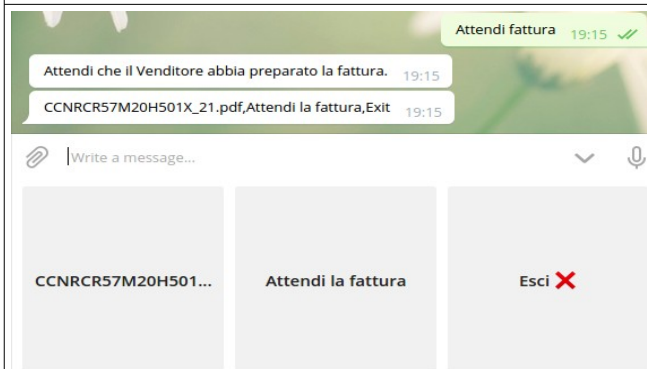 Attendi fattura 19:15
Attendi che il Venditore abbia preparato la fattura. 19:15
CCNRCR57M20H501X_21.pdf,Attendi la fattura,Exit 19:15
Write a message...
CCNRCR57M20H501... Attendi la fattura Esci ❌